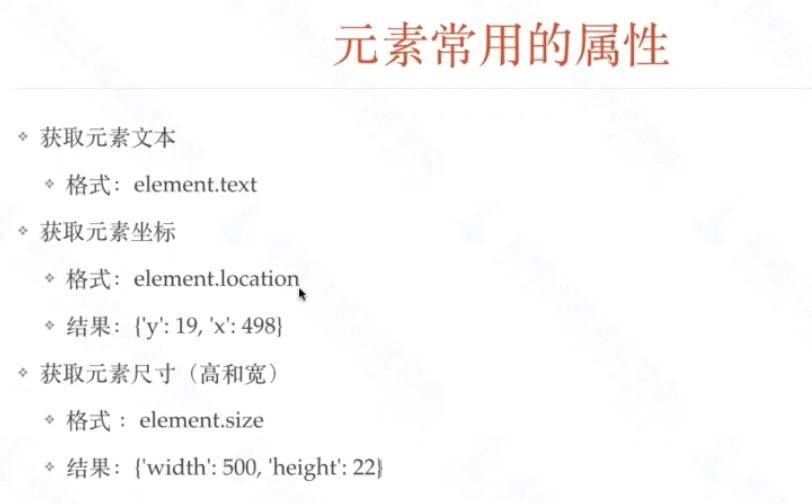 元素常用的属性
获取元素文本
格式：element.text
获取元素坐标
格式：element.location
结果：{'y': 19, 'x': 498}
获取元素尺寸（高和宽）
格式 ：element.size
结果：{'width': 500, 'height': 22}